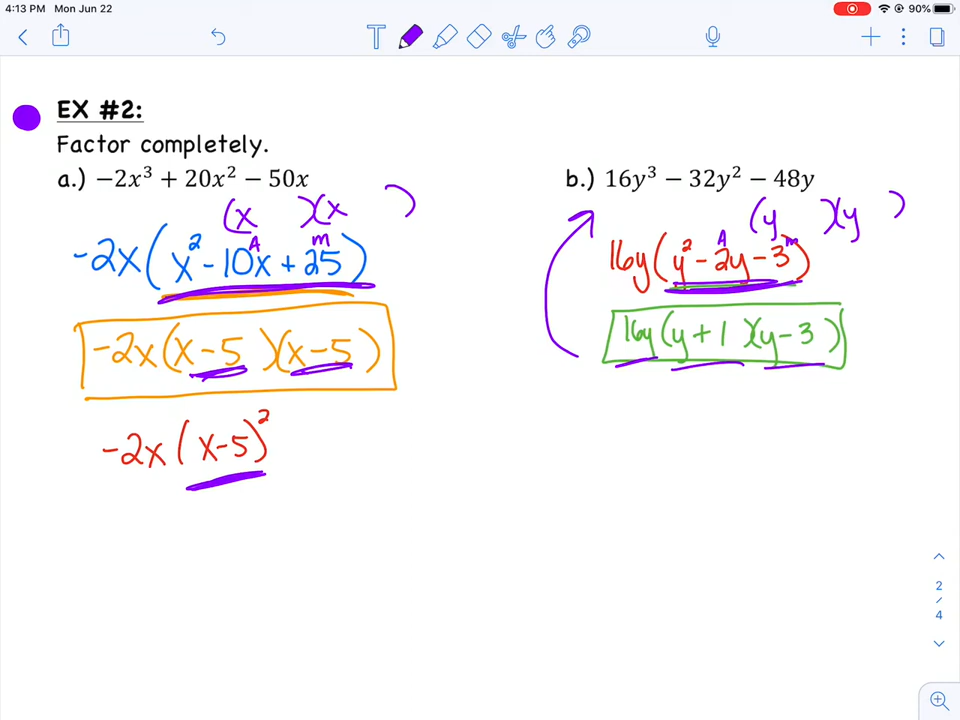 4:13 PM Mon Jun 22
90%
EX #2:
Factor completely.
a.) −2x³ + 20x² − 50x
(x )(x )
A m
-2x(x² - 10x + 25)
-2x(x-5)(x-5)
-2x(x-5)²
b.) 16y³ − 32y² − 48y
(y )(y )
A m
16y(y² - 2y - 3)
16y(y+1)(y-3)
2
/
4